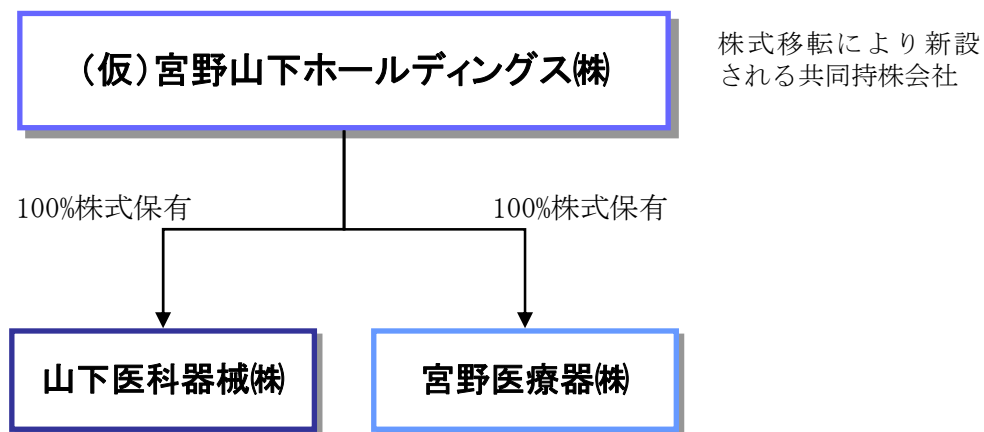 （仮）宮野山下ホールディングス㈱
株式移転により新設
される共同持株会社
100%株式保有
100%株式保有
山下医科器械㈱
宮野医療器㈱